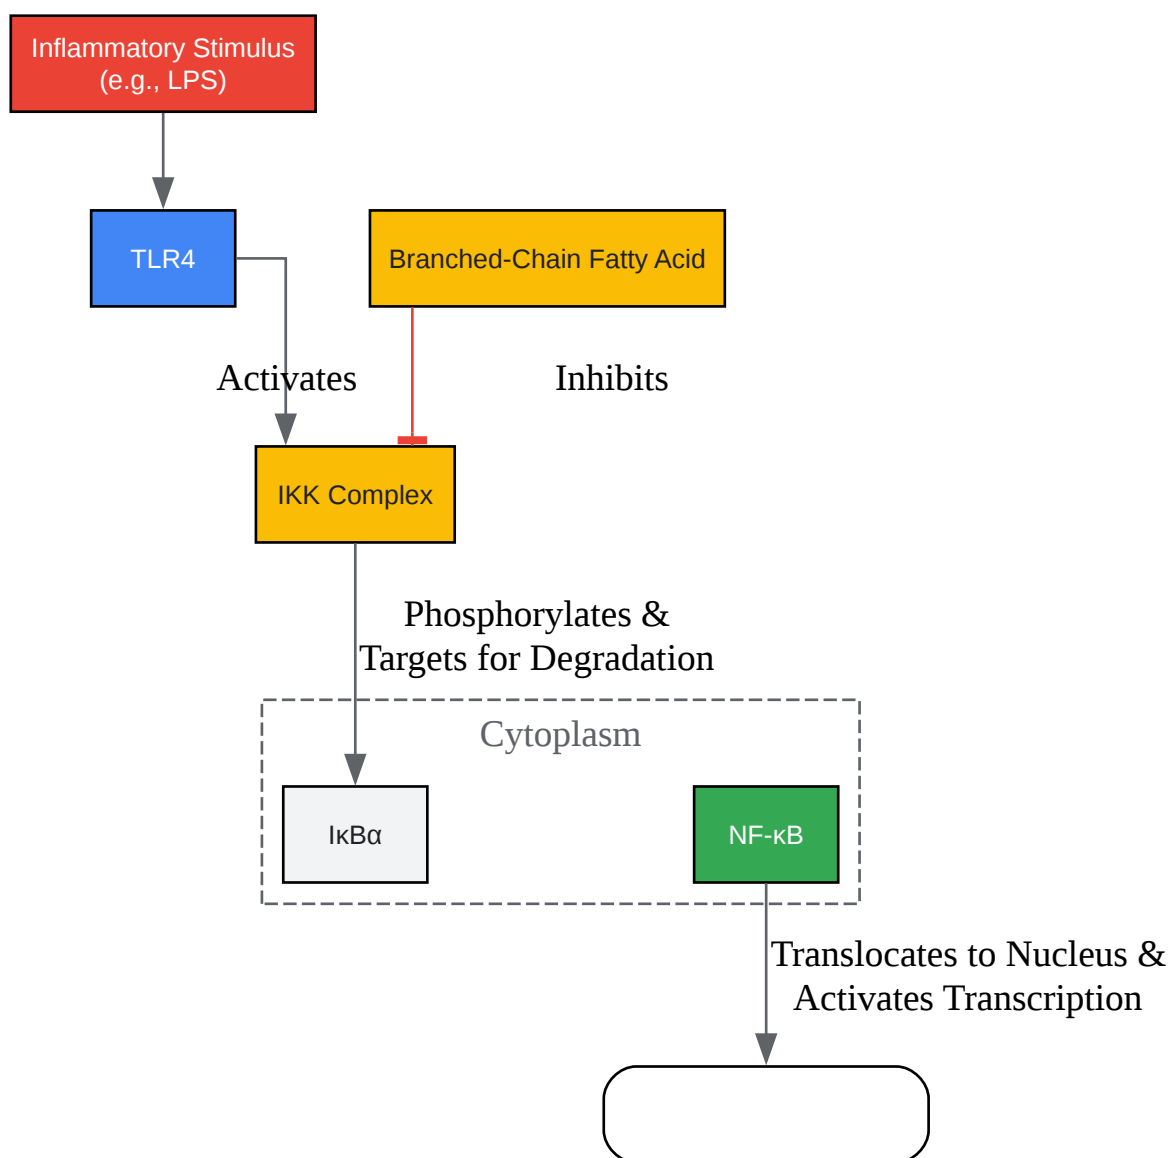 Inflammatory Stimulus
(e.g., LPS)
TLR4
Branched-Chain Fatty Acid
Activates
Inhibits
IKK Complex
Phosphorylates &
Targets for Degradation
Cytoplasm
IκBα
NF-κB
Translocates to Nucleus &
Activates Transcription